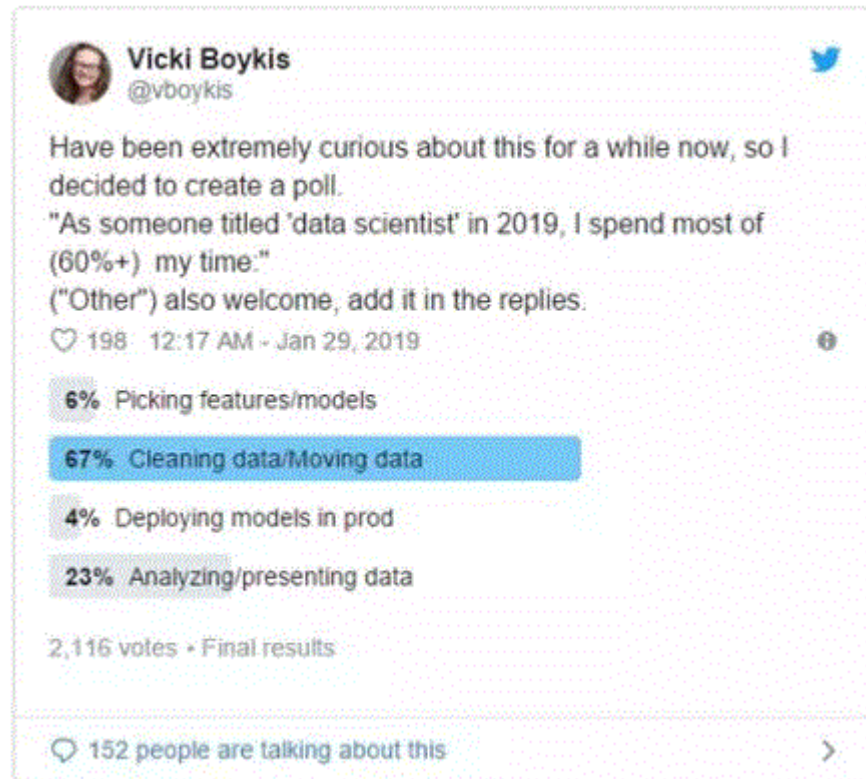 Vicki Boykis
@vboykis
Have been extremely curious about this for a while now, so I
decided to create a poll.
"As someone titled 'data scientist' in 2019, I spend most of
(60%+)  my time:"
("Other") also welcome, add it in the replies.
198 12:17 AM - Jan 29, 2019
6% Picking features/models
67% Cleaning data/Moving data
4% Deploying models in prod
23% Analyzing/presenting data
2,116 votes • Final results
152 people are talking about this